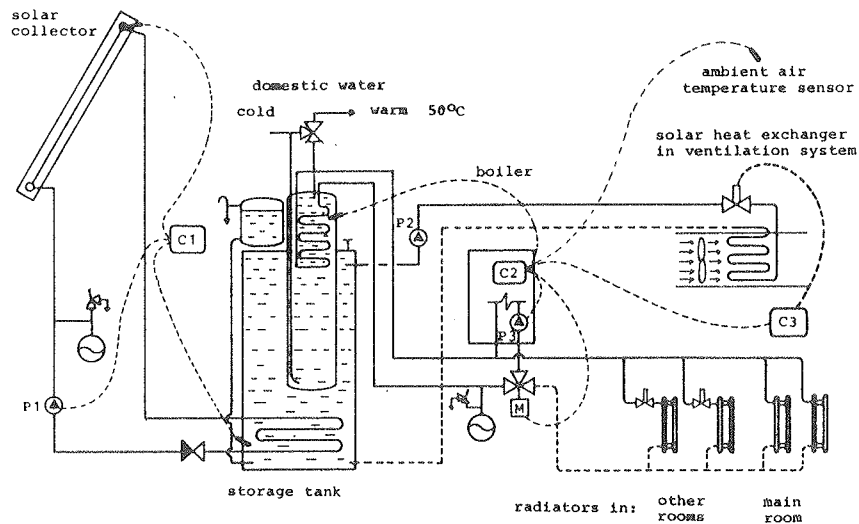 solar
collector
domestic water
cold
warm 50°C
ambient air
temperature sensor
solar heat exchanger
in ventilation system
boiler
P2
C1
C2
P3
C3
P1
M
storage tank
radiators in:
other
rooms
main
room